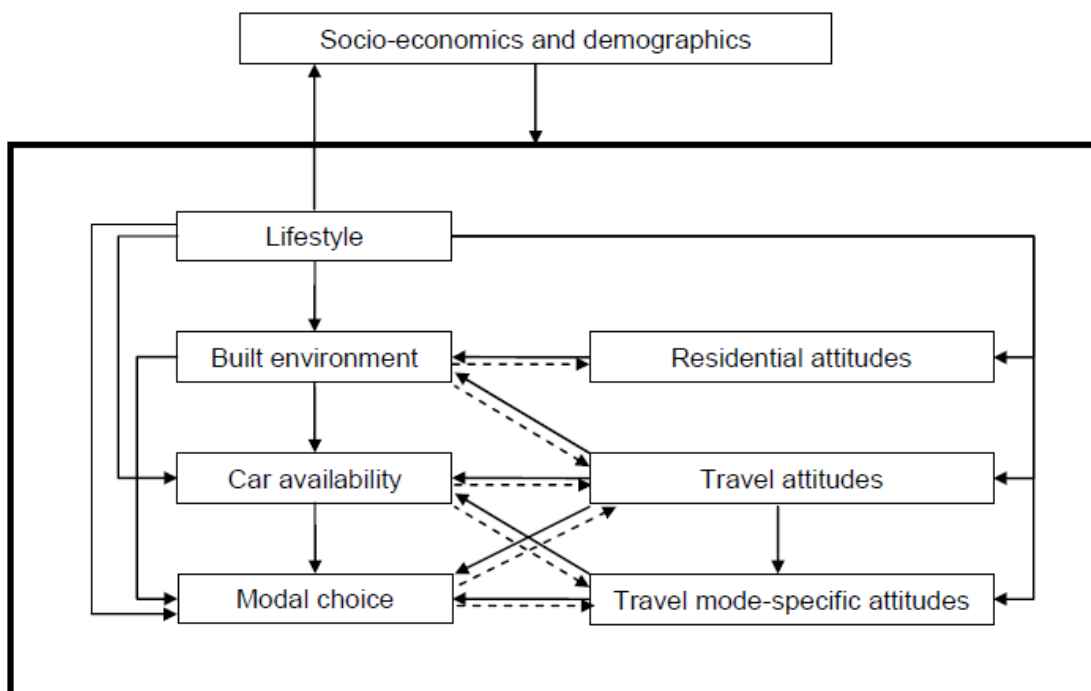 Socio-economics and demographics
Lifestyle
Built environment
Residential attitudes
Car availability
Travel attitudes
Modal choice
Travel mode-specific attitudes